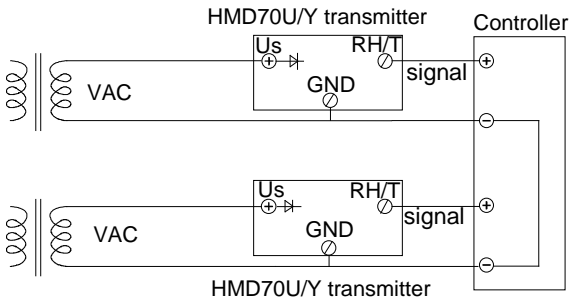 HMD70U/Y transmitter
Controller
Us
RH/T
signal
GND
VAC
Us
RH/T
signal
GND
VAC
HMD70U/Y transmitter